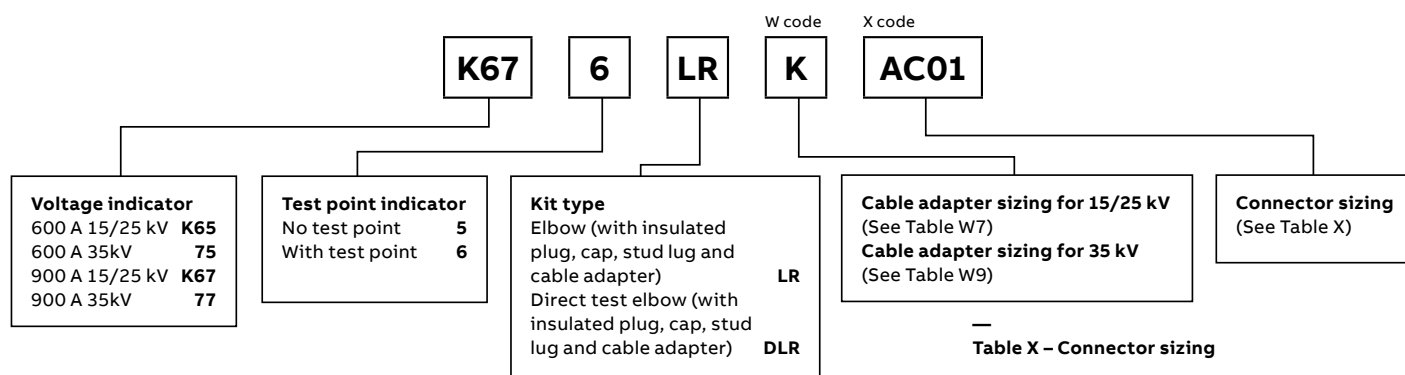 W code X code
K67 6 LR K AC01
Voltage indicator
600 A 15/25 kV K65
600 A 35kV 75
900 A 15/25 kV K67
900 A 35kV 77
Test point indicator
No test point 5
With test point 6
Kit type
Elbow (with insulated
plug, cap, stud lug and
cable adapter) LR
Direct test elbow (with
insulated plug, cap, stud
lug and cable adapter) DLR
Cable adapter sizing for 15/25 kV
(See Table W7)
Cable adapter sizing for 35 kV
(See Table W9)
Connector sizing
(See Table X)
—
Table X – Connector sizing